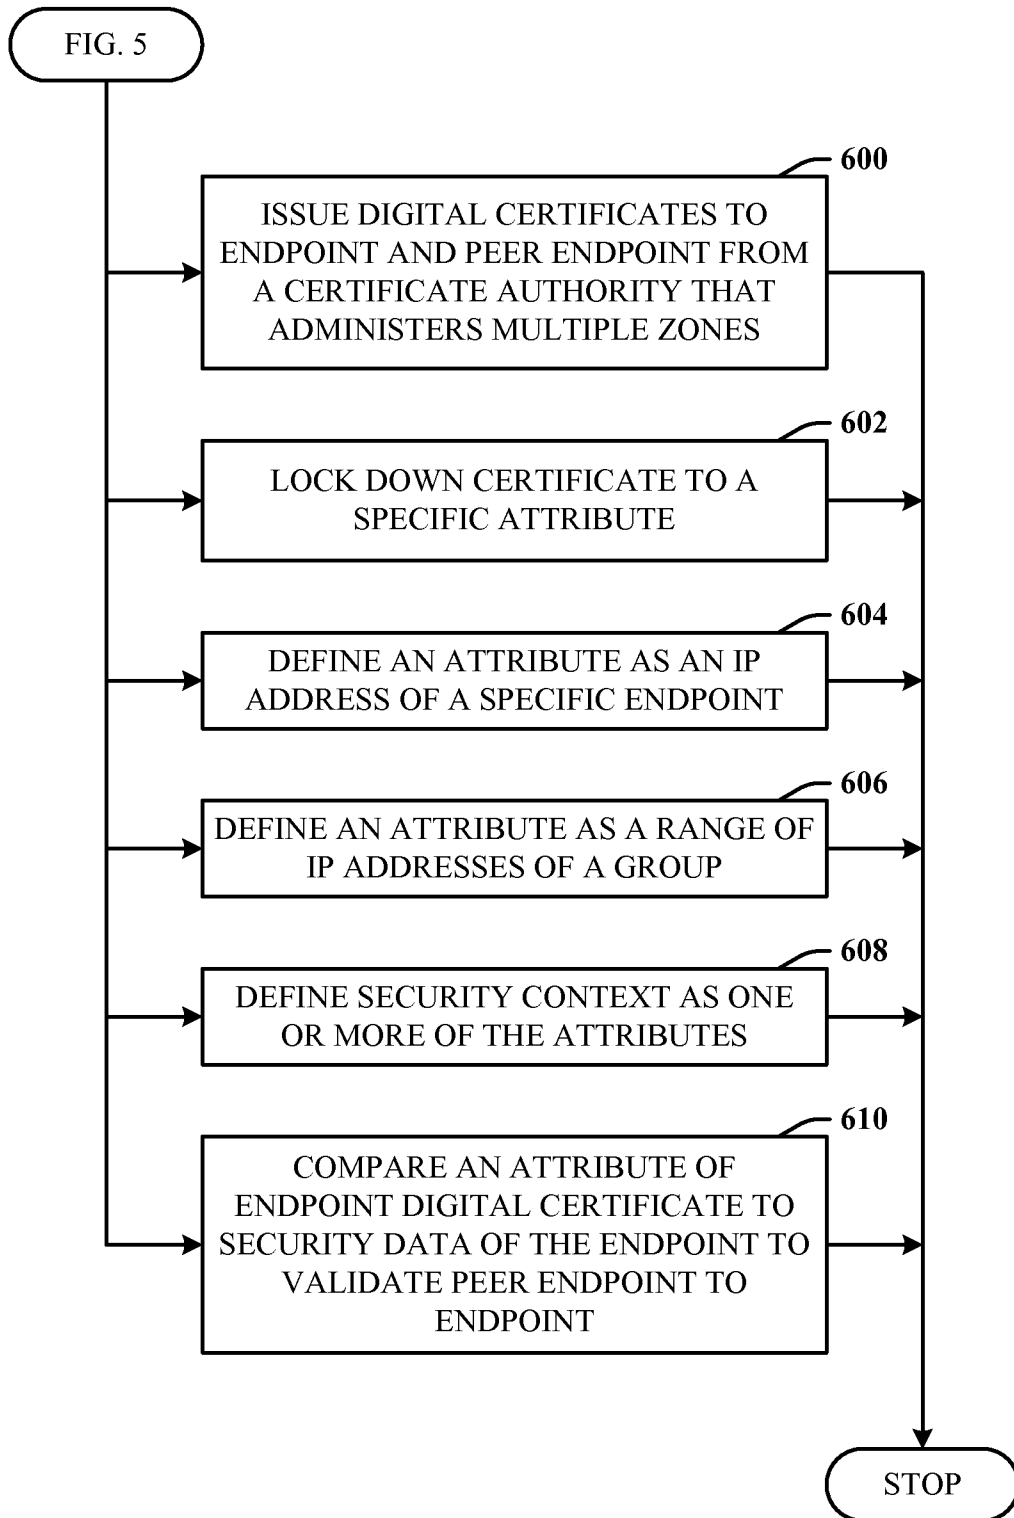 FIG. 5
600
ISSUE DIGITAL CERTIFICATES TO
ENDPOINT AND PEER ENDPOINT FROM
A CERTIFICATE AUTHORITY THAT
ADMINISTERS MULTIPLE ZONES
602
LOCK DOWN CERTIFICATE TO A
SPECIFIC ATTRIBUTE
604
DEFINE AN ATTRIBUTE AS AN IP
ADDRESS OF A SPECIFIC ENDPOINT
606
DEFINE AN ATTRIBUTE AS A RANGE OF
IP ADDRESSES OF A GROUP
608
DEFINE SECURITY CONTEXT AS ONE
OR MORE OF THE ATTRIBUTES
610
COMPARE AN ATTRIBUTE OF
ENDPOINT DIGITAL CERTIFICATE TO
SECURITY DATA OF THE ENDPOINT TO
VALIDATE PEER ENDPOINT TO
ENDPOINT
STOP